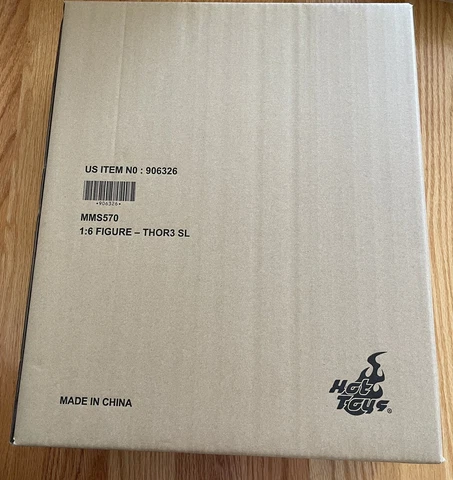 US ITEM N0 : 906326
*906326*
MMS570
1:6 FIGURE – THOR3 SL
MADE IN CHINA
Hot
Toys®